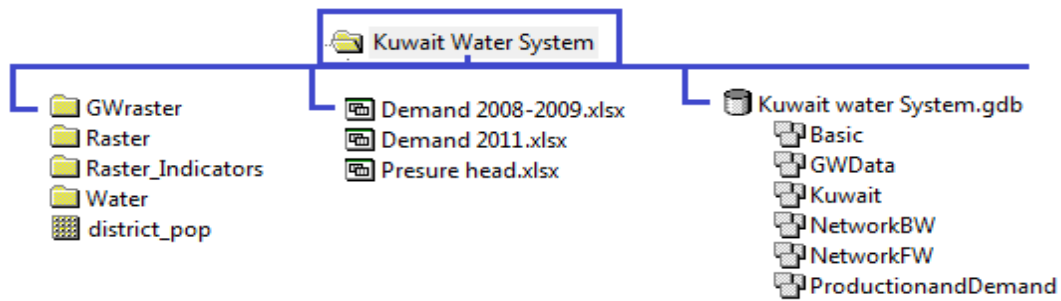 Kuwait Water System
GWraster
Raster
Raster_Indicators
Water
district_pop
Demand 2008-2009.xlsx
Demand 2011.xlsx
Presure head.xlsx
Kuwait water System.gdb
Basic
GWData
Kuwait
NetworkBW
NetworkFW
ProductionandDemand